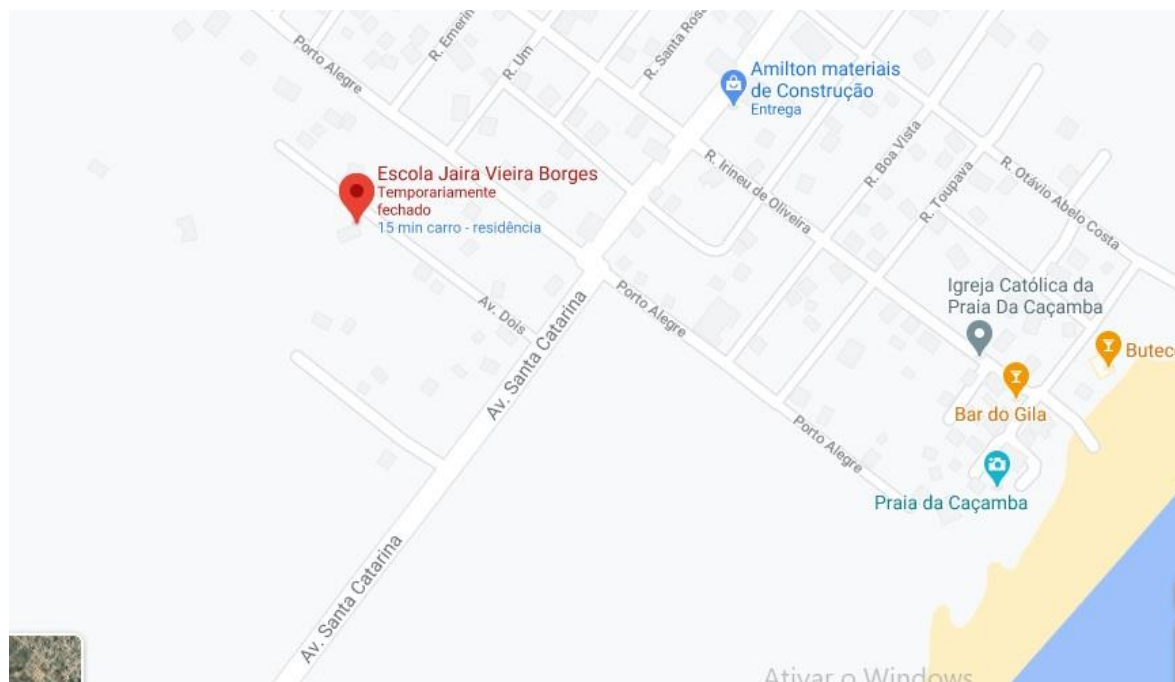 Porto Alegre
R. Emerin
R. Um
R. Santa Rosa
Amilton materiais
de Construção
Entrega
Escola Jaira Vieira Borges
Temporariamente
fechado
15 min carro - residência
R. Irineu de Oliveira
R. Boa Vista
R. Toupava
R. Otávio Abelo Costa
Av. Dois
Av. Santa Catarina
Porto Alegre
Igreja Católica da
Praia Da Caçamba
Butec
Bar do Gila
Porto Alegre
Praia da Caçamba
Av. Santa Catarina
Ativar o Windows